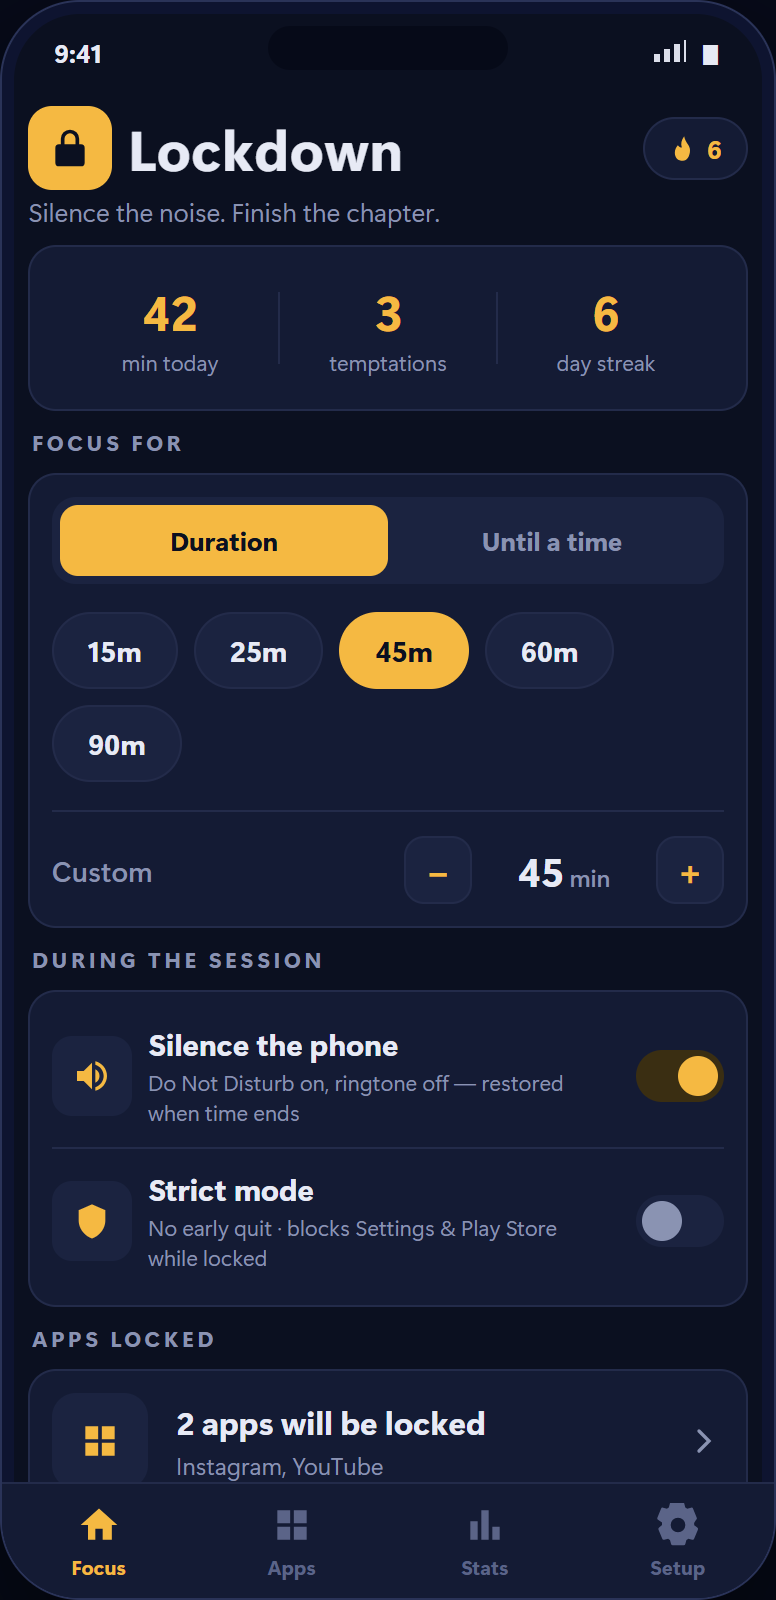 9:41
Lockdown
6
Silence the noise. Finish the chapter.
42
3
6
min today
temptations
day streak
FOCUS FOR
Duration
Until a time
15m
25m
45m
60m
90m
Custom
−
45 min
+
DURING THE SESSION
Silence the phone
Do Not Disturb on, ringtone off — restored
when time ends
Strict mode
No early quit · blocks Settings & Play Store
while locked
APPS LOCKED
2 apps will be locked
Instagram, YouTube
Focus
Apps
Stats
Setup